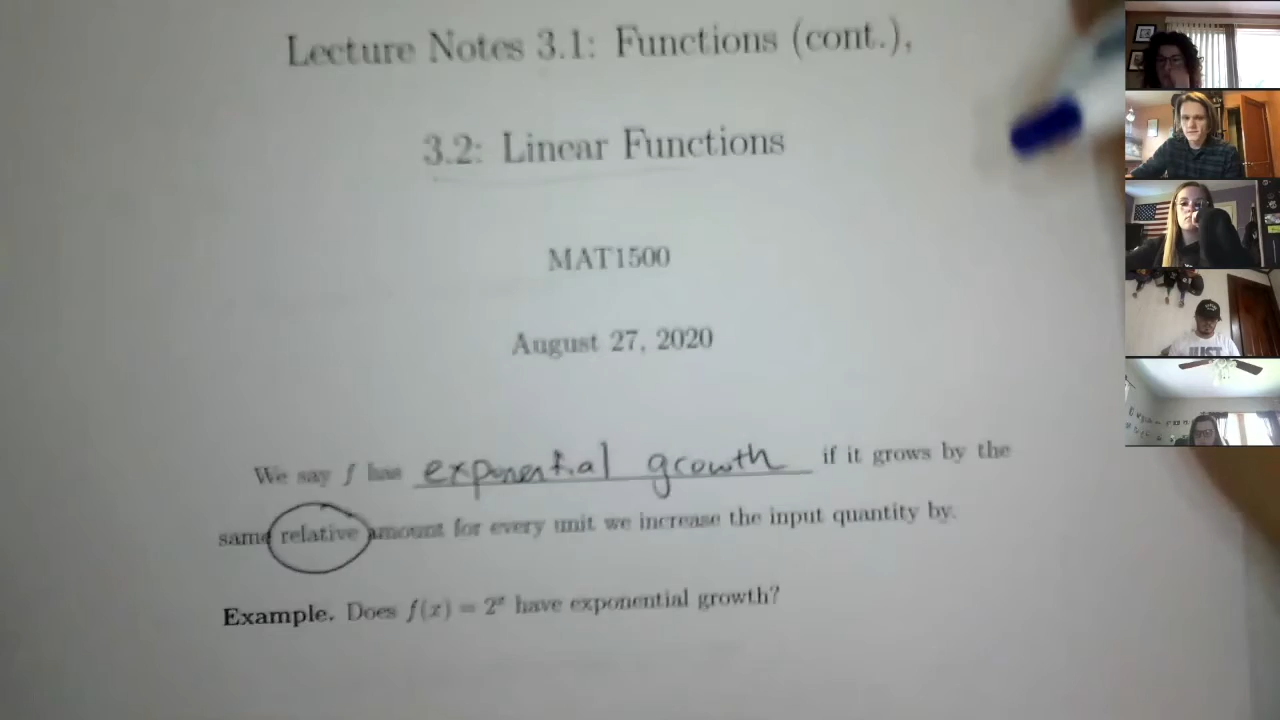 Lecture Notes 3.1: Functions (cont.),
3.2: Linear Functions
MAT1500
August 27, 2020
We say f has exponential growth if it grows by the
same relative amount for every unit we increase the input quantity by.
Example. Does f(x) = 2ˣ have exponential growth?
JUST